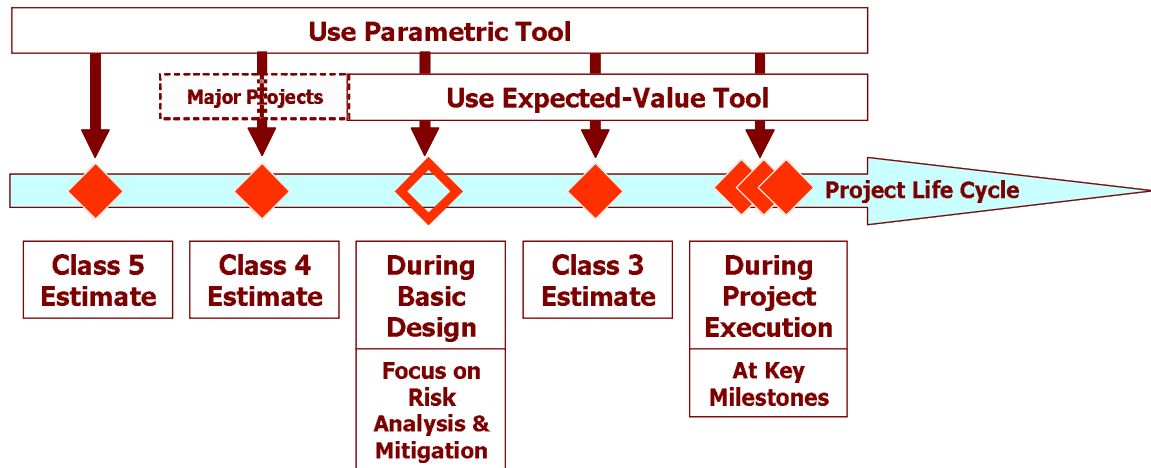 Use Parametric Tool
Major Projects
Use Expected-Value Tool
Project Life Cycle
Class 5
Estimate
Class 4
Estimate
During
Basic
Design
Focus on
Risk
Analysis &
Mitigation
Class 3
Estimate
During
Project
Execution
At Key
Milestones